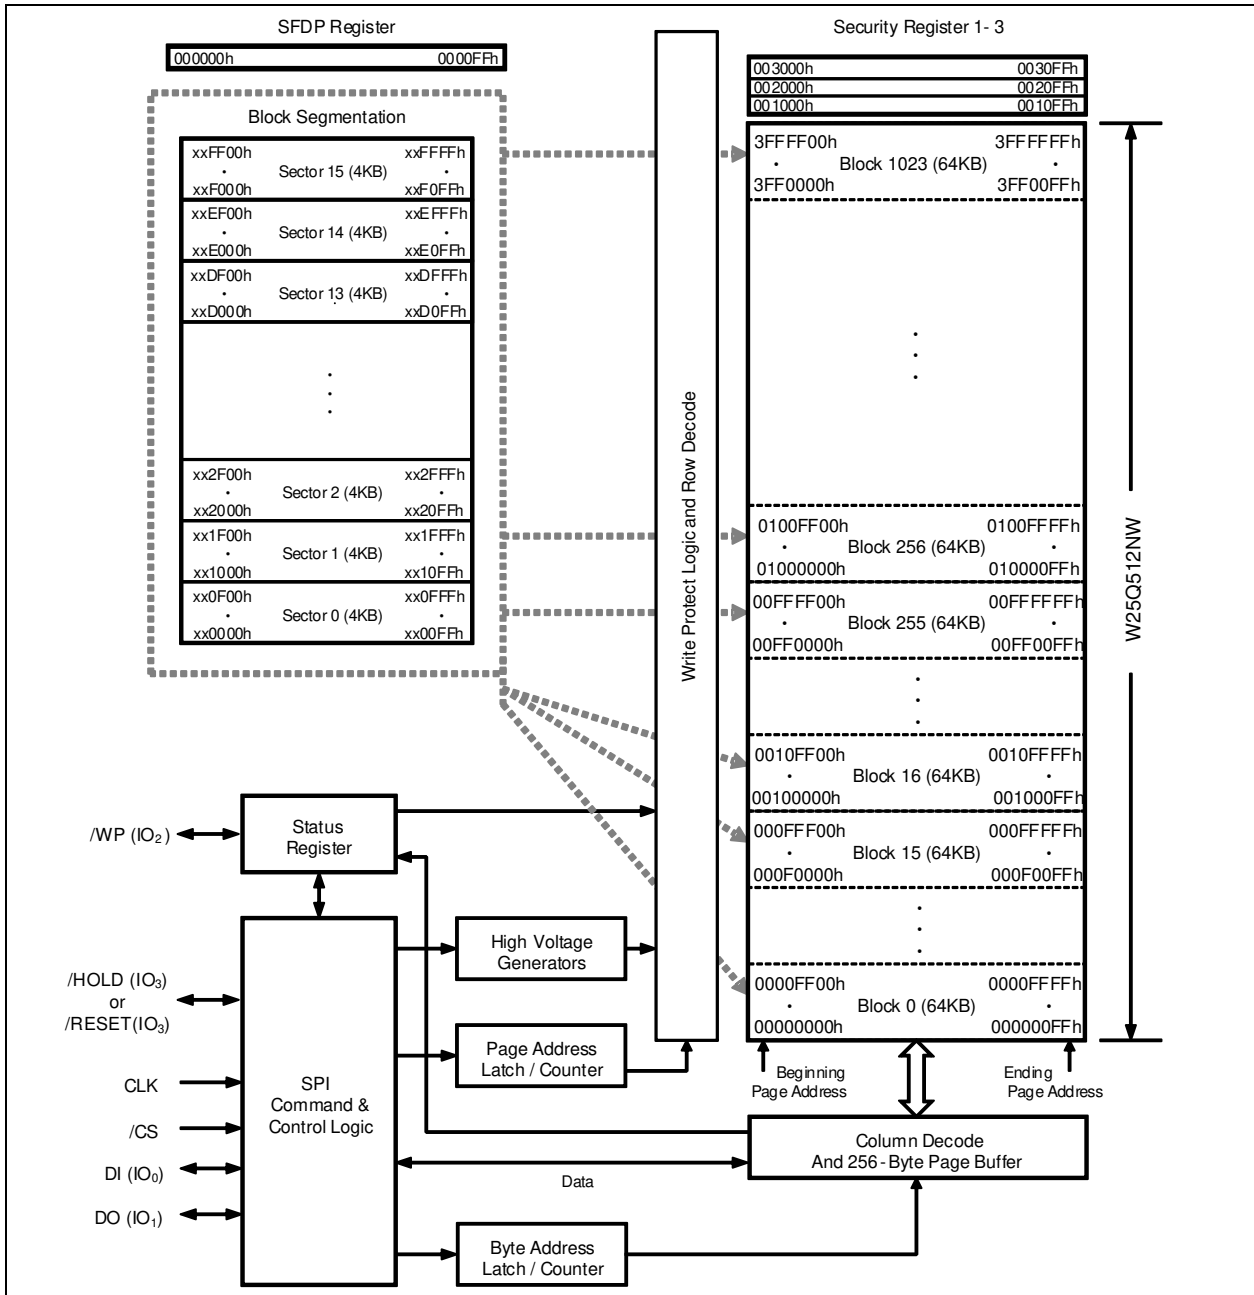 SFDP Register
000000h 0000FFh
Block Segmentation
xxFF00h xxFFFFh
Sector 15 (4KB)
xxF000h xxF0FFh
xxEF00h xxEFFFh
Sector 14 (4KB)
xxE000h xxE0FFh
xxDF00h xxDFFFh
Sector 13 (4KB)
xxD000h xxD0FFh
xx2F00h xx2FFFh
Sector 2 (4KB)
xx2000h xx20FFh
xx1F00h xx1FFFh
Sector 1 (4KB)
xx1000h xx10FFh
xx0F00h xx0FFFh
Sector 0 (4KB)
xx0000h xx00FFh
Write Protect Logic and Row Decode
Security Register 1- 3
003000h 0030FFh
002000h 0020FFh
001000h 0010FFh
3FFFF00h 3FFFFFFh
Block 1023 (64KB)
3FF0000h 3FF00FFh
0100FF00h 0100FFFFh
Block 256 (64KB)
01000000h 010000FFh
00FFFF00h 00FFFFFFh
Block 255 (64KB)
00FF0000h 00FF00FFh
0010FF00h 0010FFFFh
Block 16 (64KB)
00100000h 001000FFh
000FFF00h 000FFFFFh
Block 15 (64KB)
000F0000h 000F00FFh
0000FF00h 0000FFFFh
Block 0 (64KB)
00000000h 000000FFh
W25Q512NW
Beginning
Page Address
Ending
Page Address
/WP (IO₂)
Status
Register
/HOLD (IO₃)
or
/RESET(IO₃)
CLK
/CS
DI (IO₀)
DO (IO₁)
SPI
Command &
Control Logic
High Voltage
Generators
Page Address
Latch / Counter
Column Decode
And 256 - Byte Page Buffer
Data
Byte Address
Latch / Counter